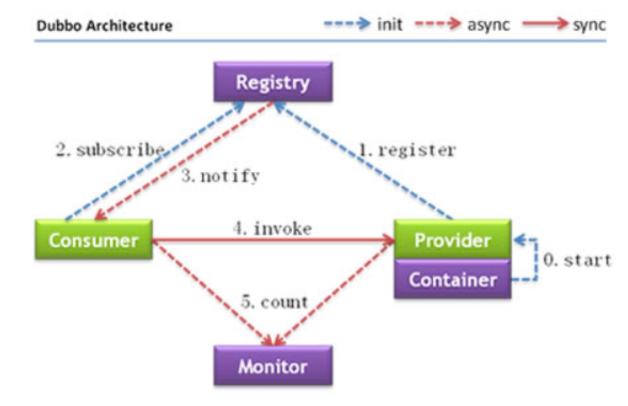 Dubbo Architecture
init
async
sync
Registry
2. subscribe
1. register
3. notify
4. invoke
Consumer
Provider
0. start
Container
5. count
Monitor